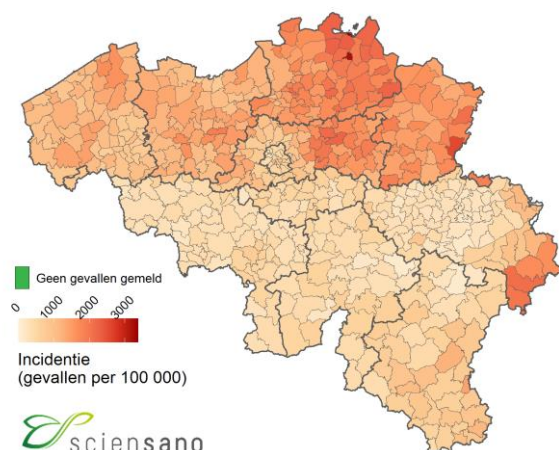 Geen gevallen gemeld
0 1000 2000 3000
Incidentie
(gevallen per 100 000)
sciensano